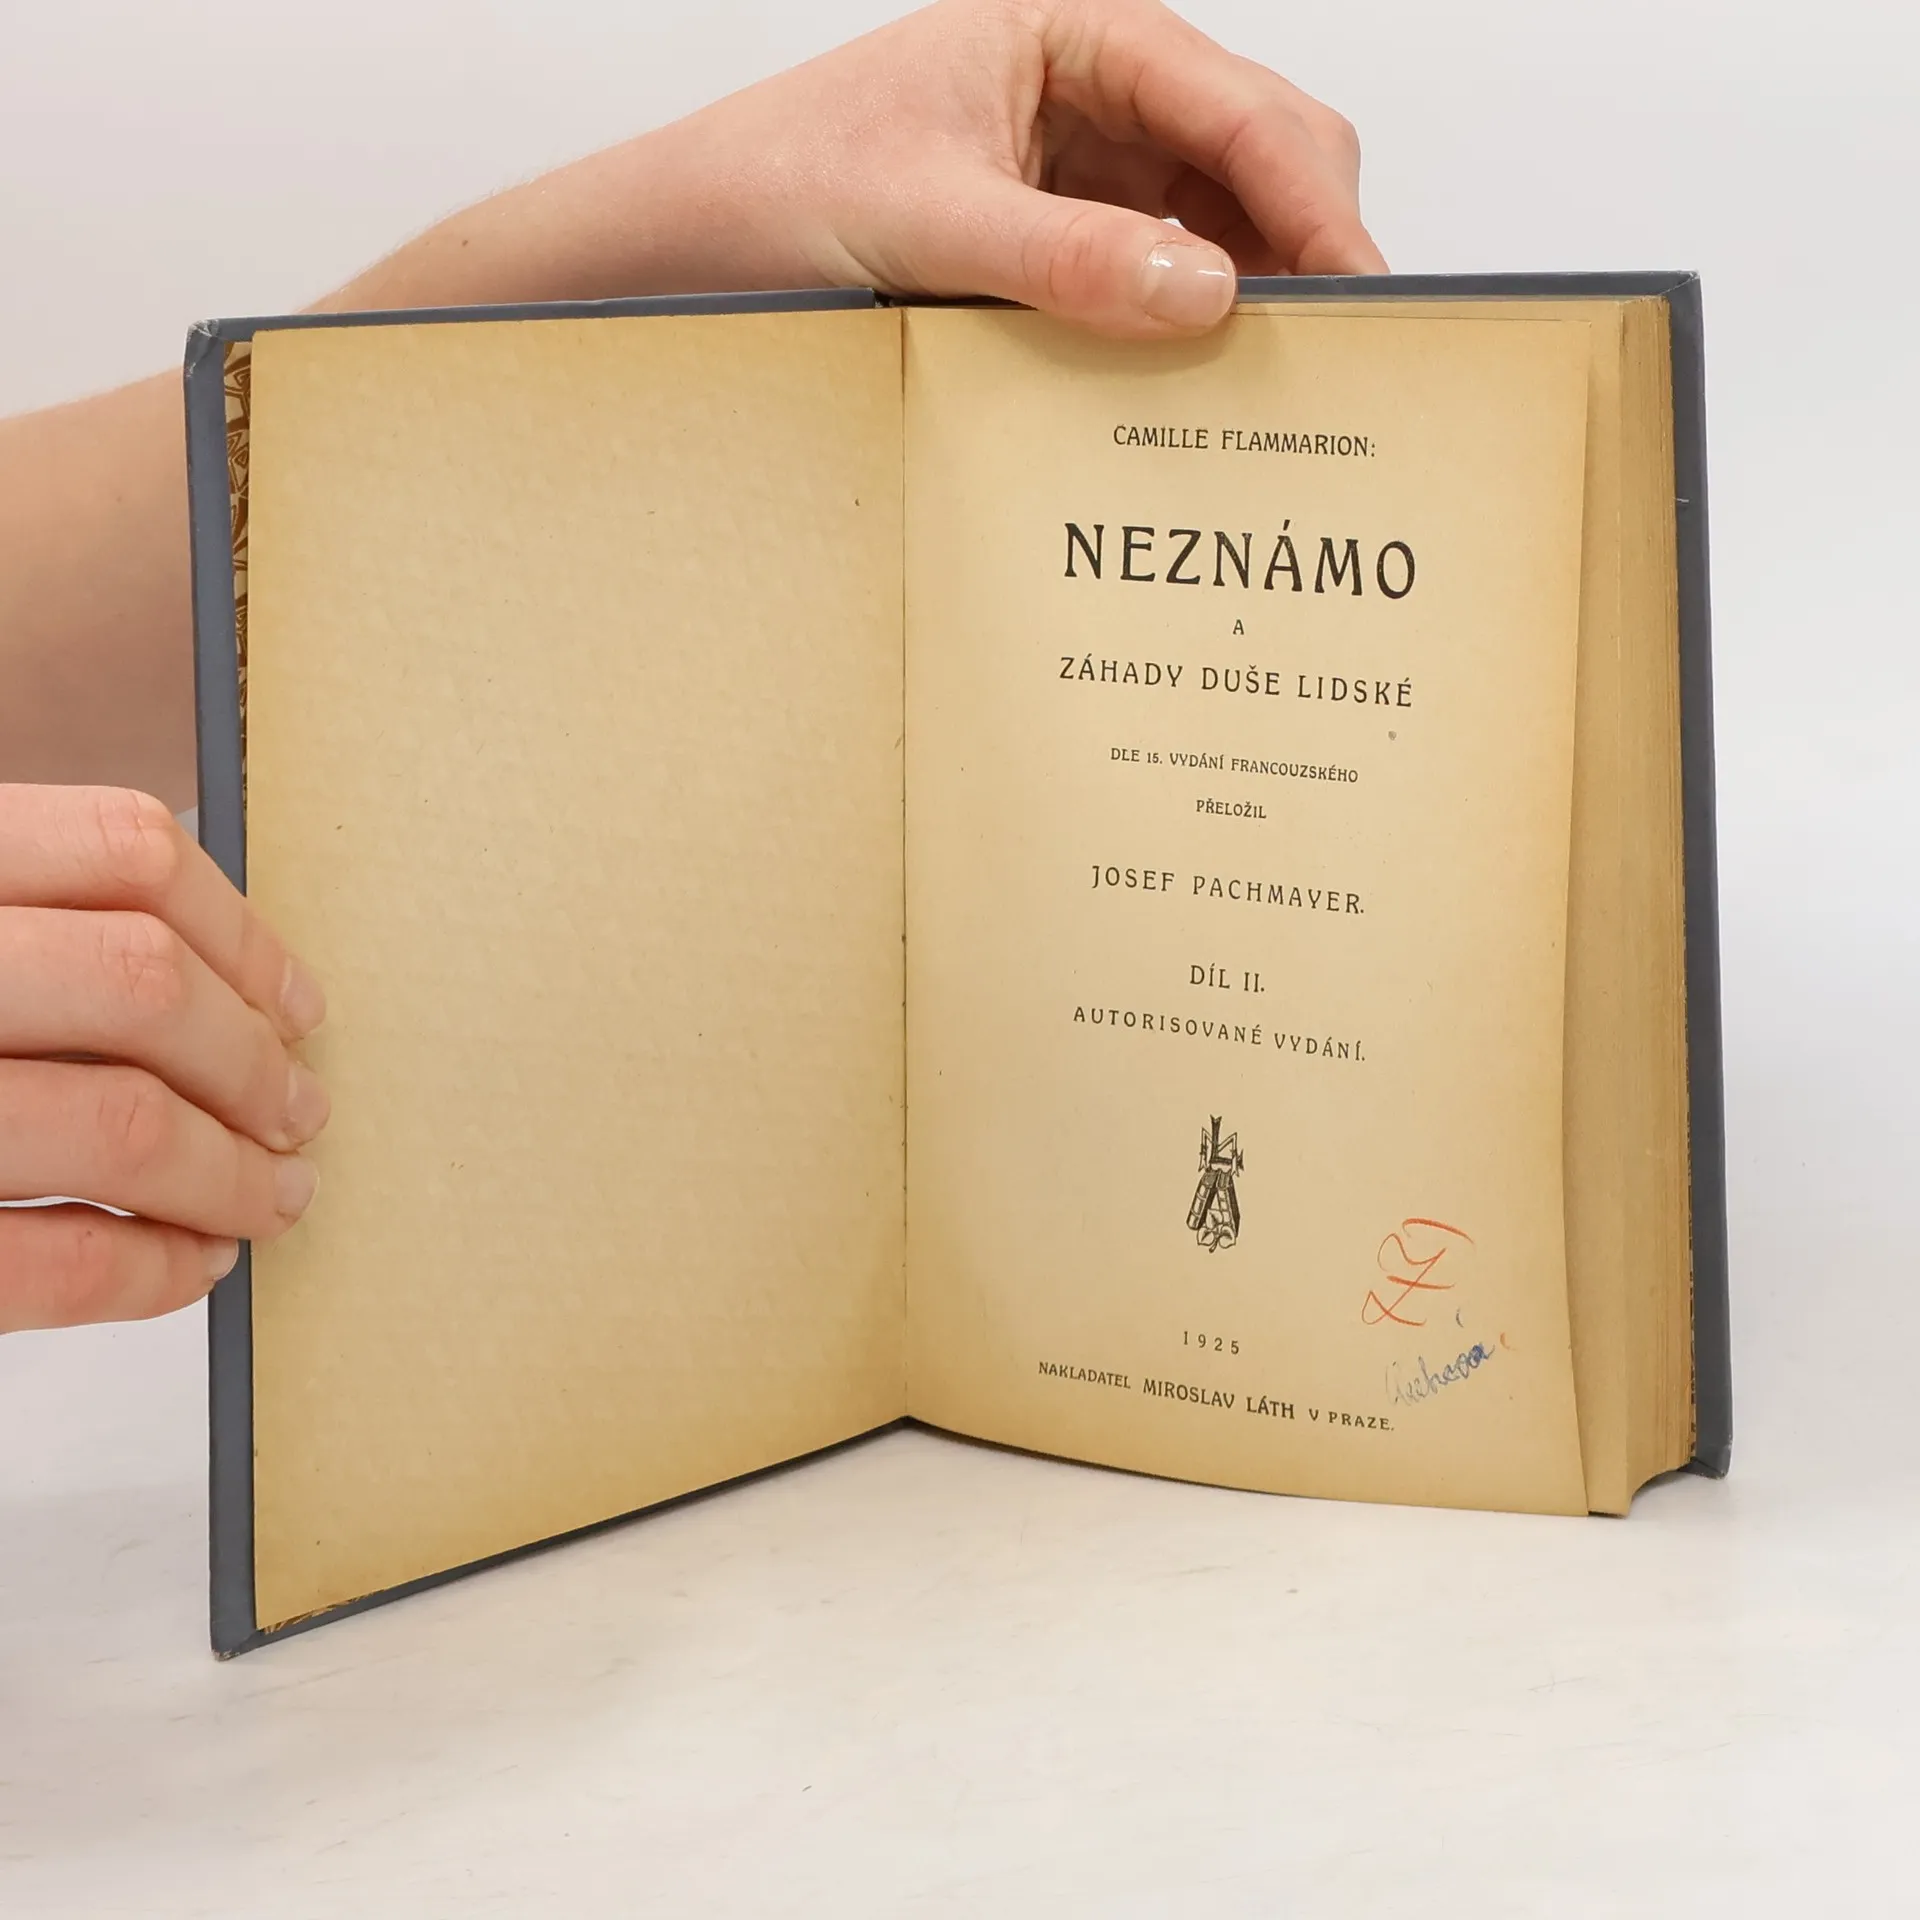 CAMILLE FLAMMARION:
NEZNÁMO
A
ZÁHADY DUŠE LIDSKÉ
DLE 15. VYDÁNÍ FRANCOUZSKÉHO
PŘELOŽIL
JOSEF PACHMAYER.
DÍL II.
AUTORISOVANÉ VYDÁNÍ.
1925
NAKLADATEL MIROSLAV LÁTH V PRAZE.